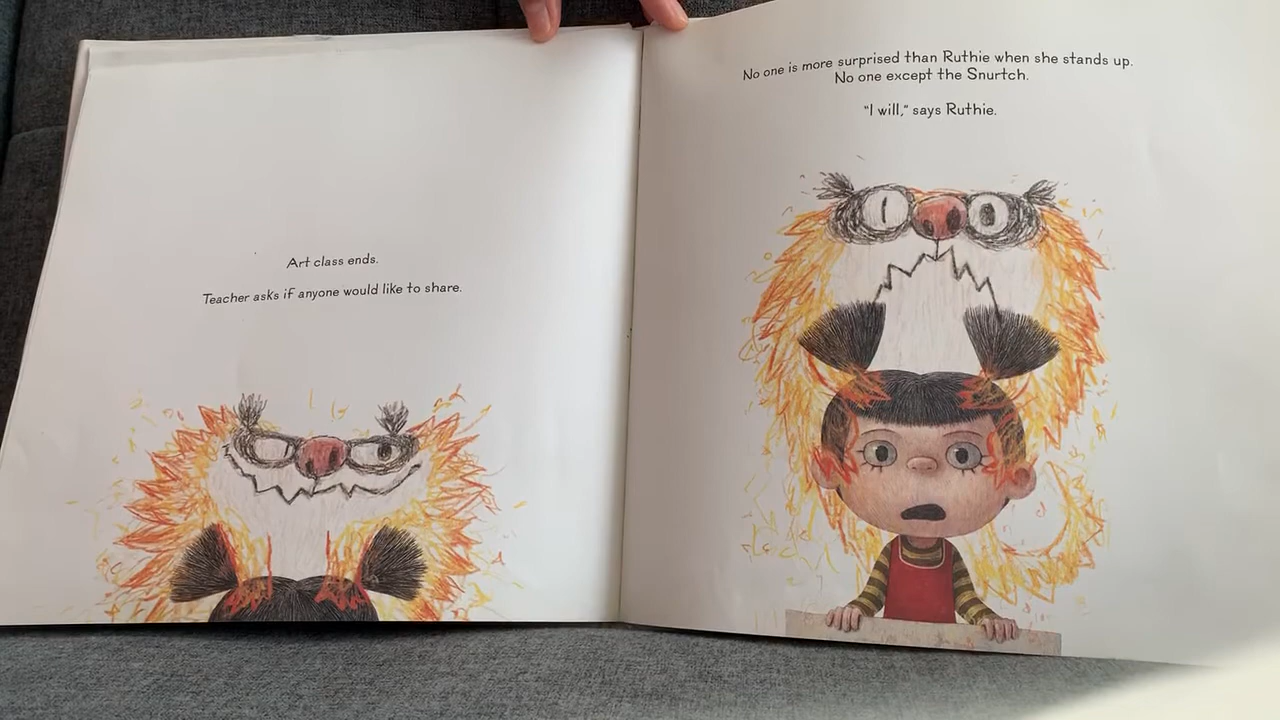 Art class ends.
Teacher asks if anyone would like to share.
No one is more surprised than Ruthie when she stands up.
No one except the Snurtch.
"I will," says Ruthie.